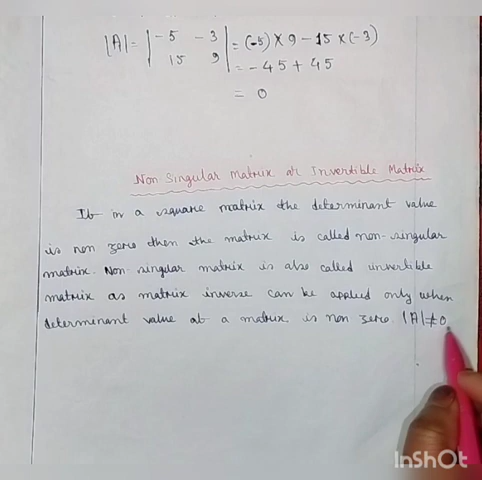 |A| = | -5 -3 | = (-5) × 9 - 15 × (-3)
15 9 | = -45 + 45
= 0
Non Singular Matrix or Invertible Matrix
If in a square matrix the determinant value
is non zero then the matrix is called non-singular
matrix. Non-singular matrix is also called invertible
matrix as matrix inverse can be applied only when
determinant value of a matrix is non zero. |A| ≠ 0
InShOt